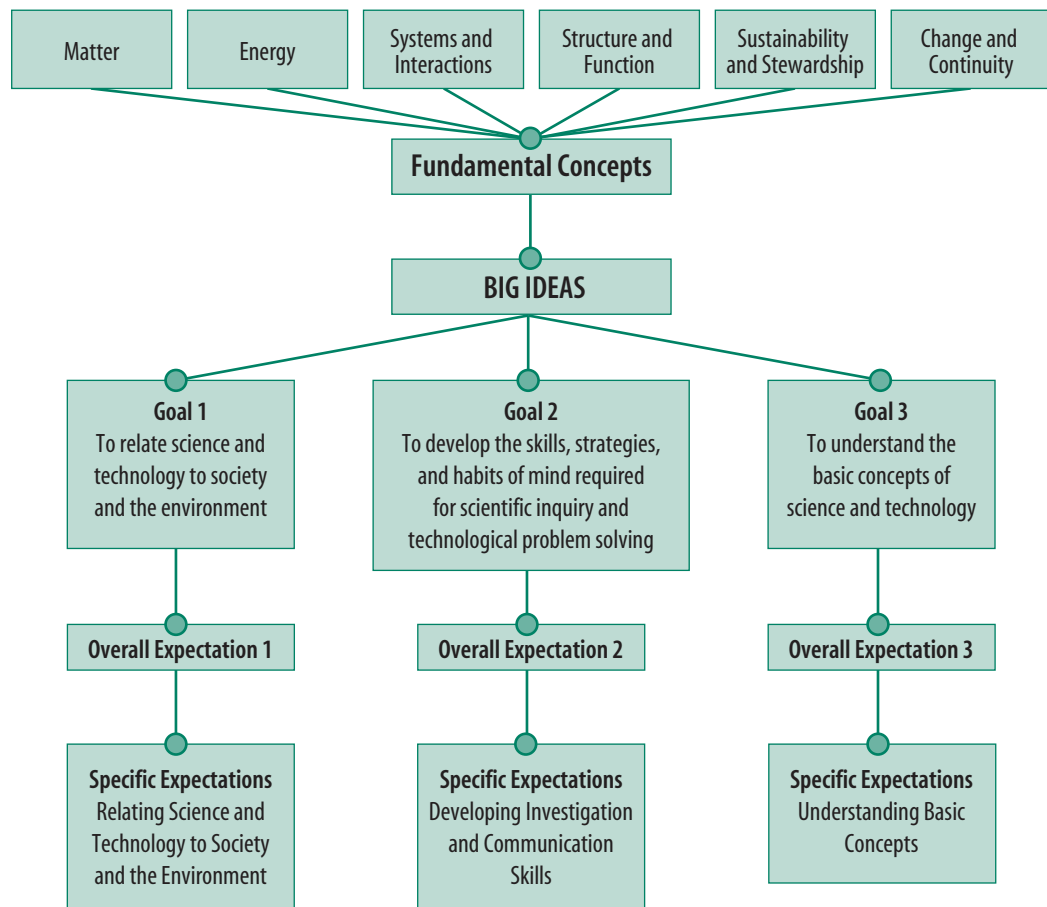 Matter
Energy
Systems and
Interactions
Structure and
Function
Sustainability
and Stewardship
Change and
Continuity
Fundamental Concepts
BIG IDEAS
Goal 1
To relate science and
technology to society
and the environment
Goal 2
To develop the skills, strategies,
and habits of mind required
for scientific inquiry and
technological problem solving
Goal 3
To understand the
basic concepts of
science and technology
Overall Expectation 1
Overall Expectation 2
Overall Expectation 3
Specific Expectations
Relating Science and
Technology to Society
and the Environment
Specific Expectations
Developing Investigation
and Communication
Skills
Specific Expectations
Understanding Basic
Concepts